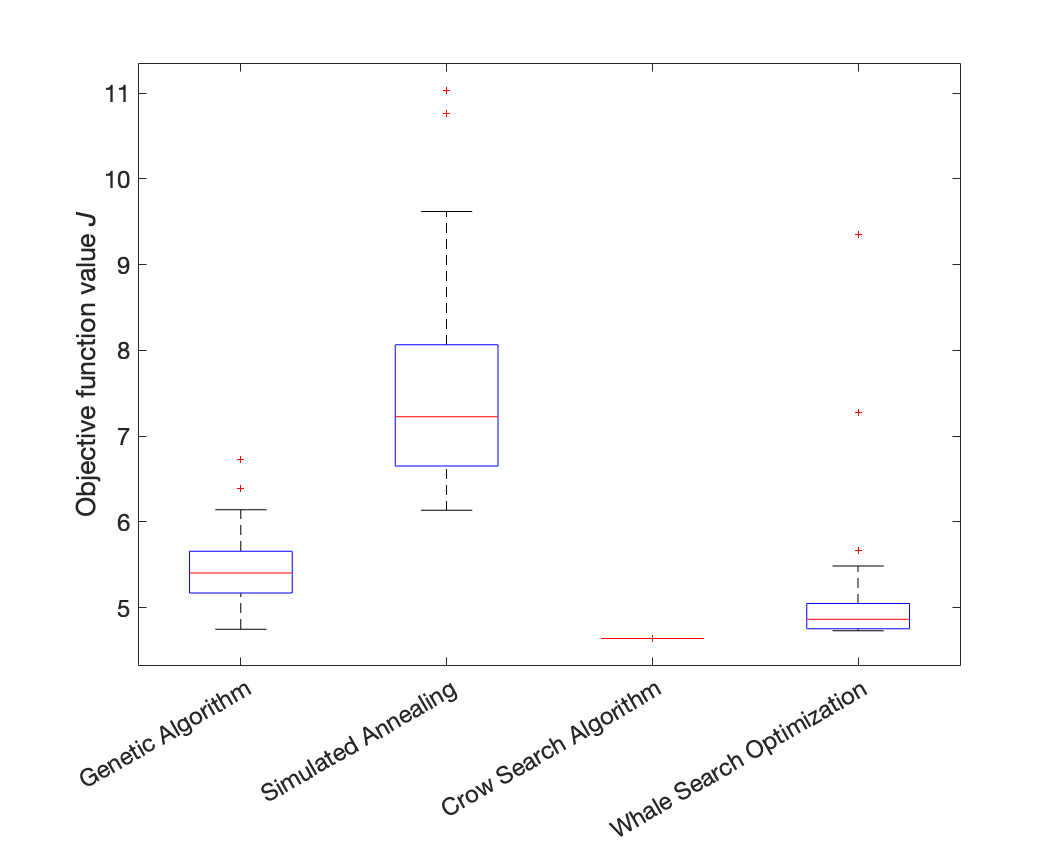 Objective function value J
11
10
9
8
7
6
5
Genetic Algorithm
Simulated Annealing
Crow Search Algorithm
Whale Search Optimization